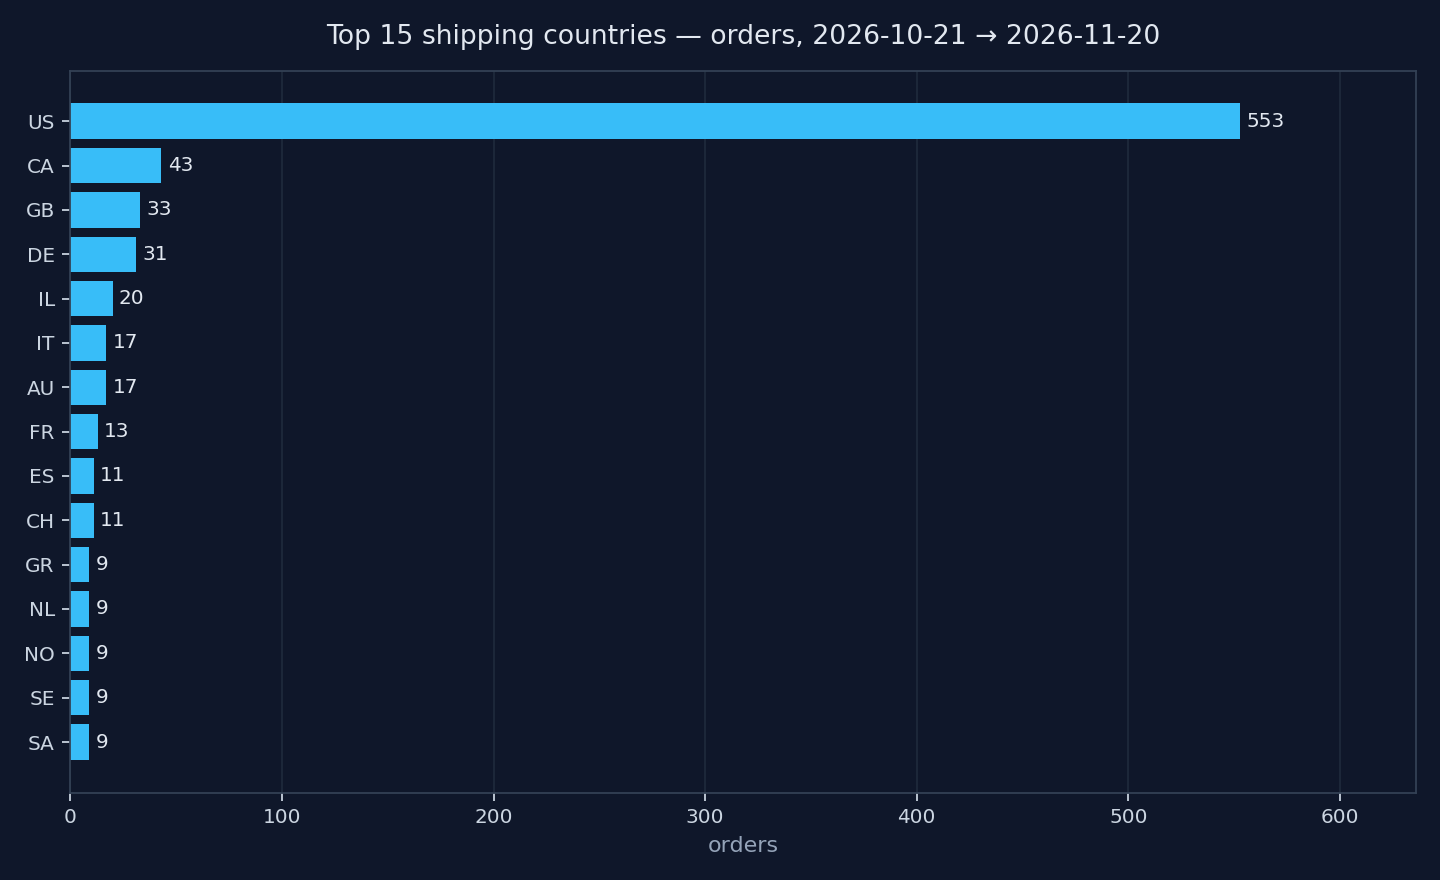 Top 15 shipping countries — orders, 2026-10-21 → 2026-11-20
US 553
CA 43
GB 33
DE 31
IL 20
IT 17
AU 17
FR 13
ES 11
CH 11
GR 9
NL 9
NO 9
SE 9
SA 9
0 100 200 300 400 500 600
orders